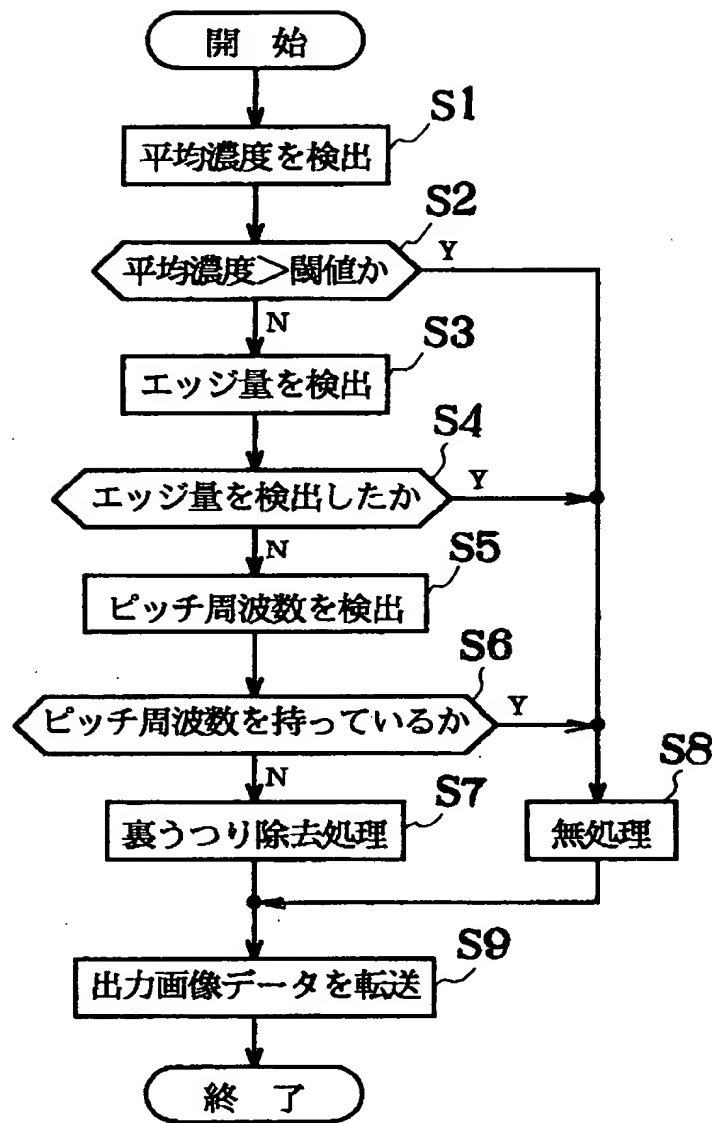 開 始
S1
平均濃度を検出
S2
平均濃度>閾値か
Y
N
S3
エッジ量を検出
S4
エッジ量を検出したか
Y
N
S5
ピッチ周波数を検出
S6
ピッチ周波数を持っているか
Y
N
S7
裏うつり除去処理
S8
無処理
S9
出力画像データを転送
終 了